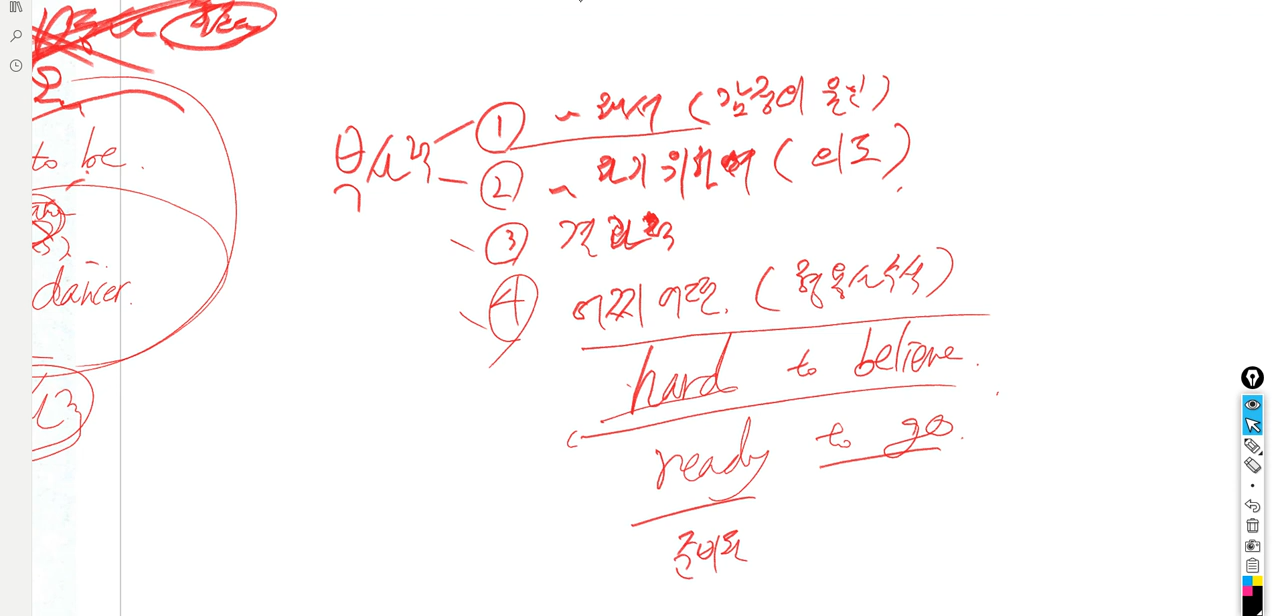 to be.
dancer.
부사적
① ~ 해서 (감정의 원인)
② ~ 하기 위하여 (의도)
③ 결과적
④ 어찌 어떤. (형용사수식)
hard to believe.
ready to go.
준비된